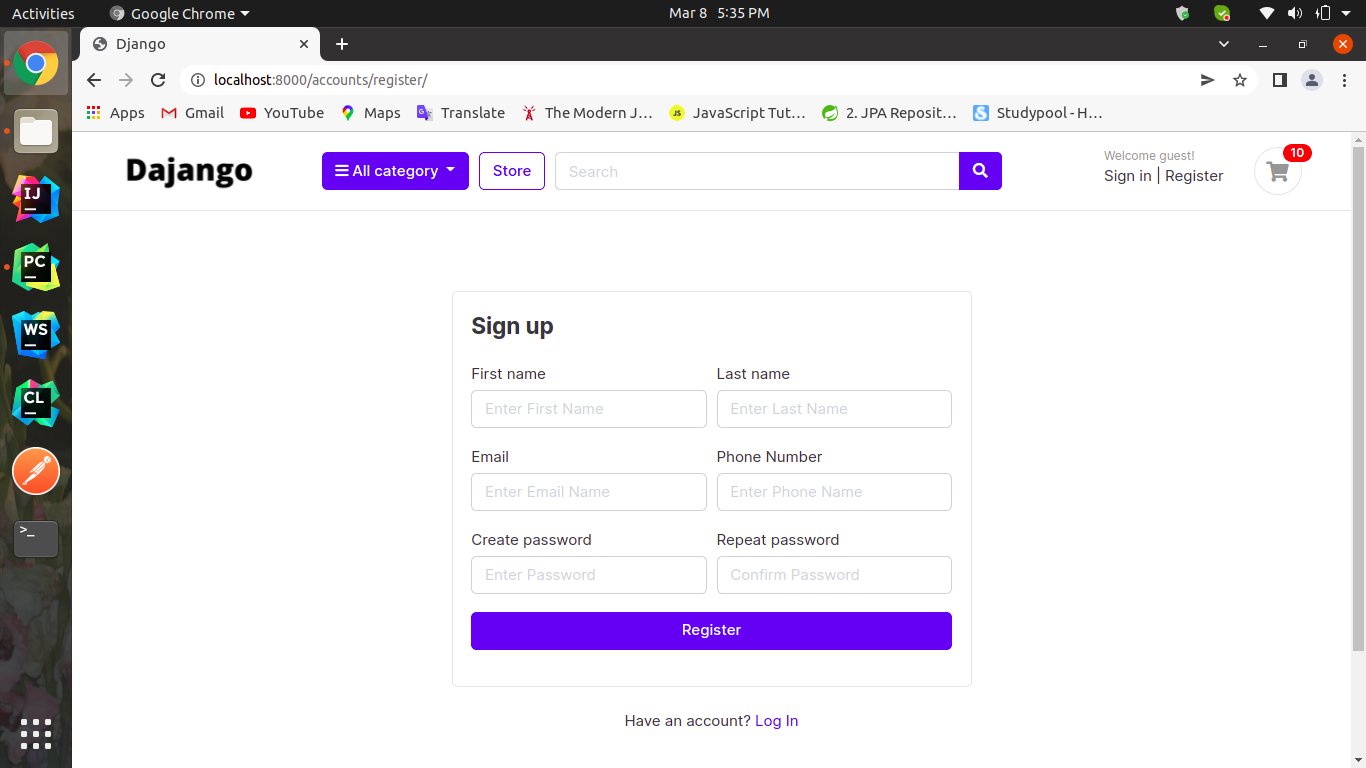 Activities Google Chrome Mar 8 5:35 PM
Django
localhost:8000/accounts/register/
Apps Gmail YouTube Maps Translate The Modern J... JavaScript Tut... 2. JPA Reposit... Studypool - H...
Dajango All category Store Search
Welcome guest!
Sign in | Register
10
IJ
PC
WS
CL
>_
JS
Sign up
First name Last name
Enter First Name Enter Last Name
Email Phone Number
Enter Email Name Enter Phone Name
Create password Repeat password
Enter Password Confirm Password
Register
Have an account? Log In